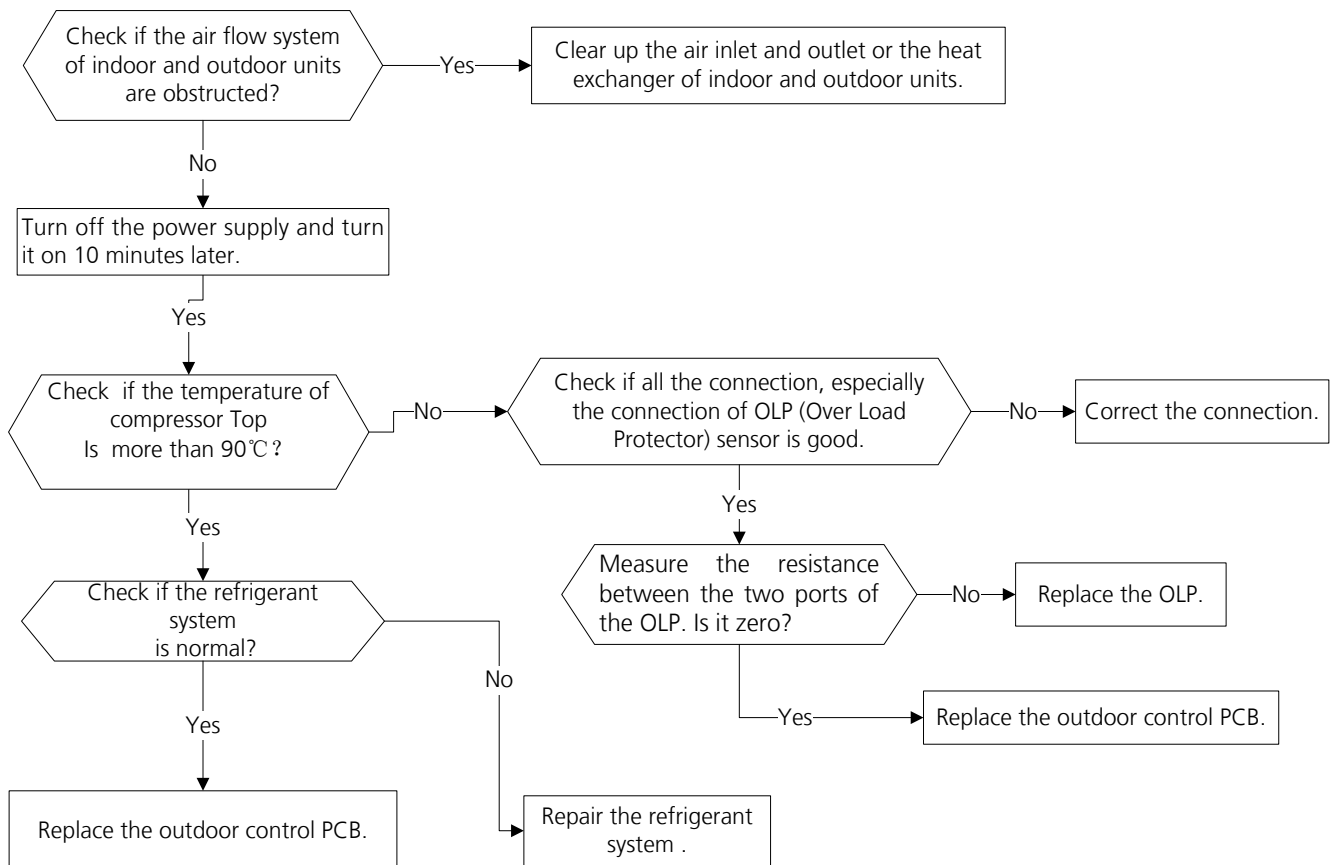 Check if the air flow system
of indoor and outdoor units
are obstructed?
Yes
Clear up the air inlet and outlet or the heat
exchanger of indoor and outdoor units.
No
Turn off the power supply and turn
it on 10 minutes later.
Yes
Check if the temperature of
compressor Top
Is more than 90℃?
No
Check if all the connection, especially
the connection of OLP (Over Load
Protector) sensor is good.
No
Correct the connection.
Yes
Yes
Measure the resistance
between the two ports of
the OLP. Is it zero?
No
Replace the OLP.
Check if the refrigerant
system
is normal?
No
Yes
Yes
Replace the outdoor control PCB.
Replace the outdoor control PCB.
Repair the refrigerant
system .